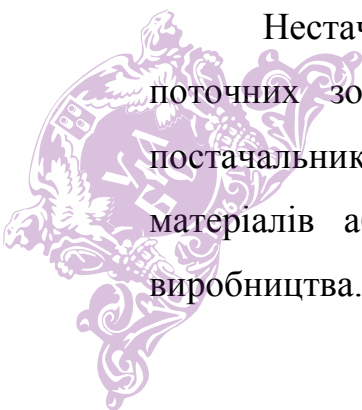 Нестач
поточних зо
постачальник
матеріалів а
виробництва.